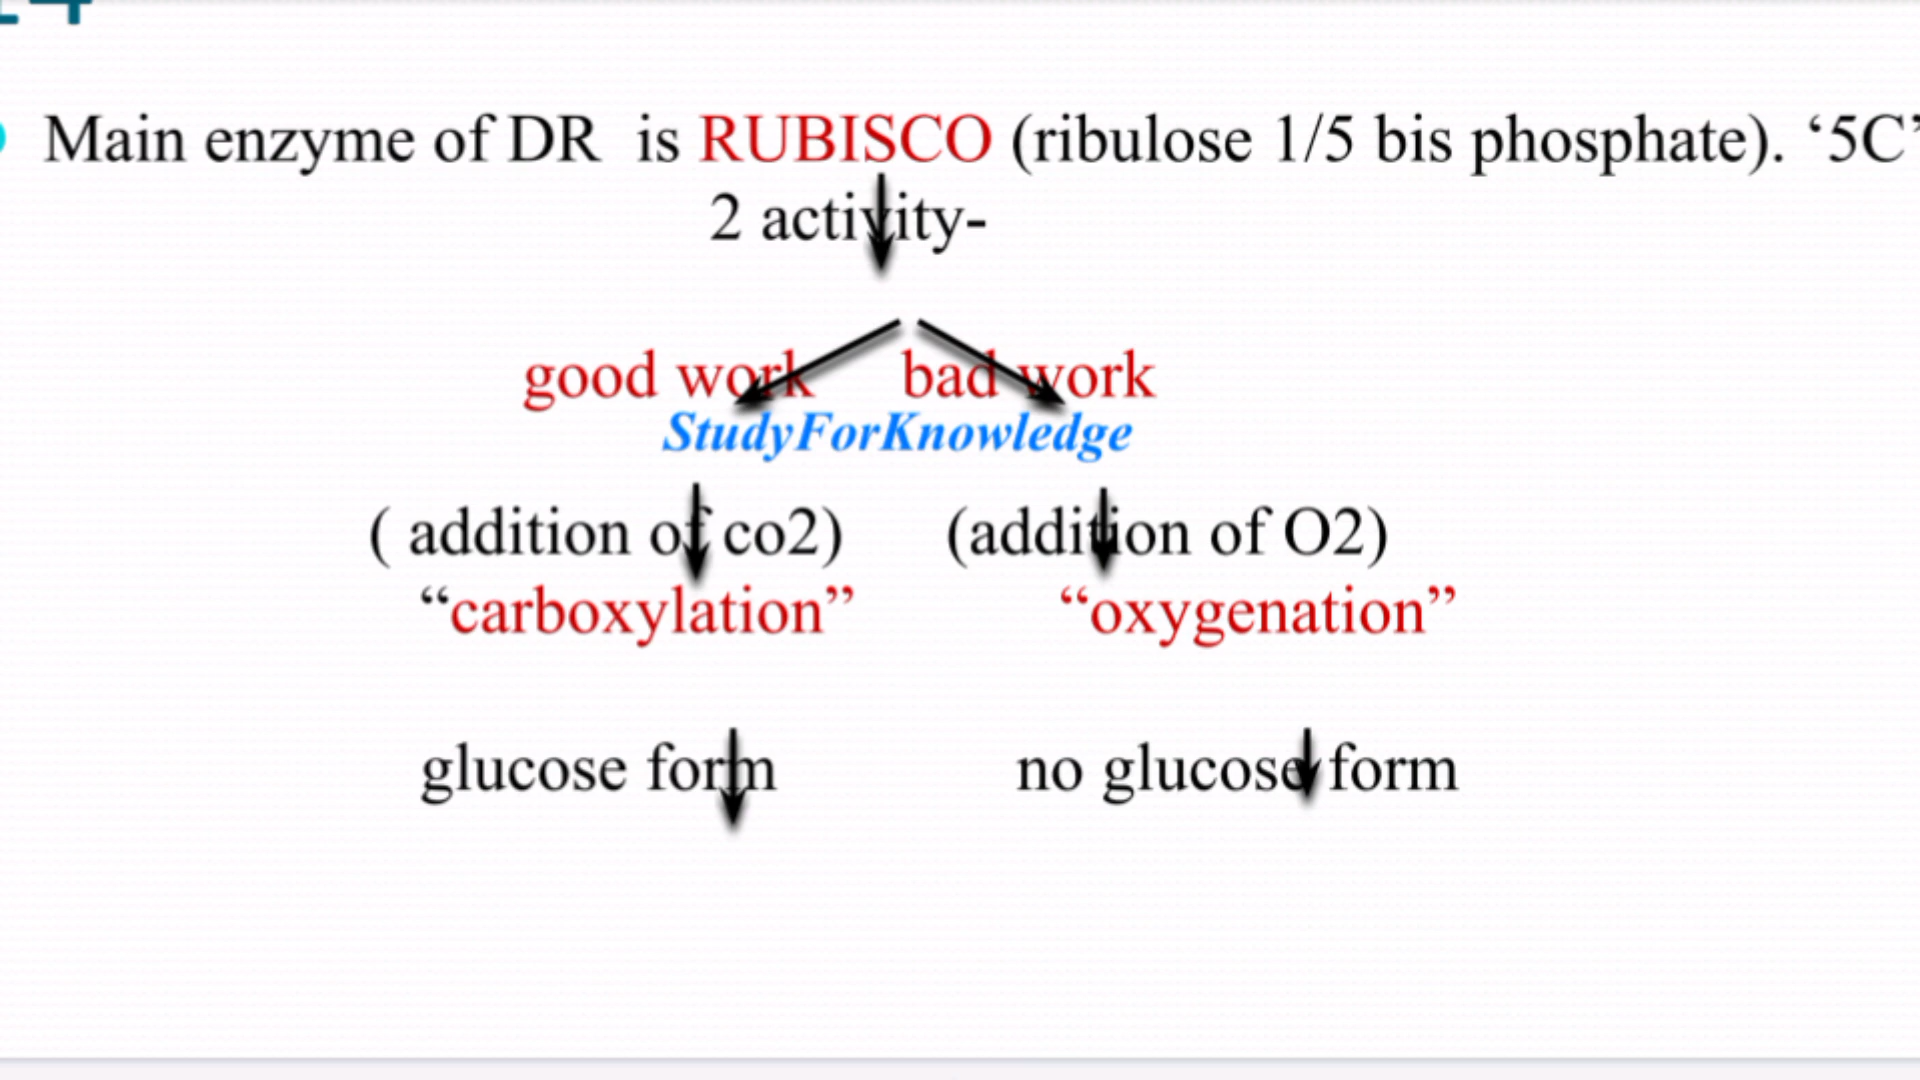 Main enzyme of DR is RUBISCO (ribulose 1/5 bis phosphate). ‘5C’
2 activity-
good work bad work
StudyForKnowledge
( addition of co2) (addition of O2)
“carboxylation” “oxygenation”
glucose form no glucose form